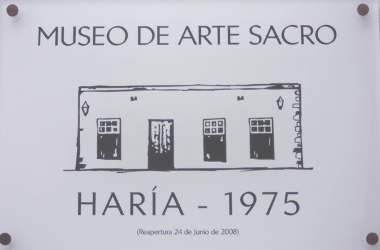 MUSEO DE ARTE SACRO
HARÍA - 1975
(Reapertura 24 de Junio de 2008)